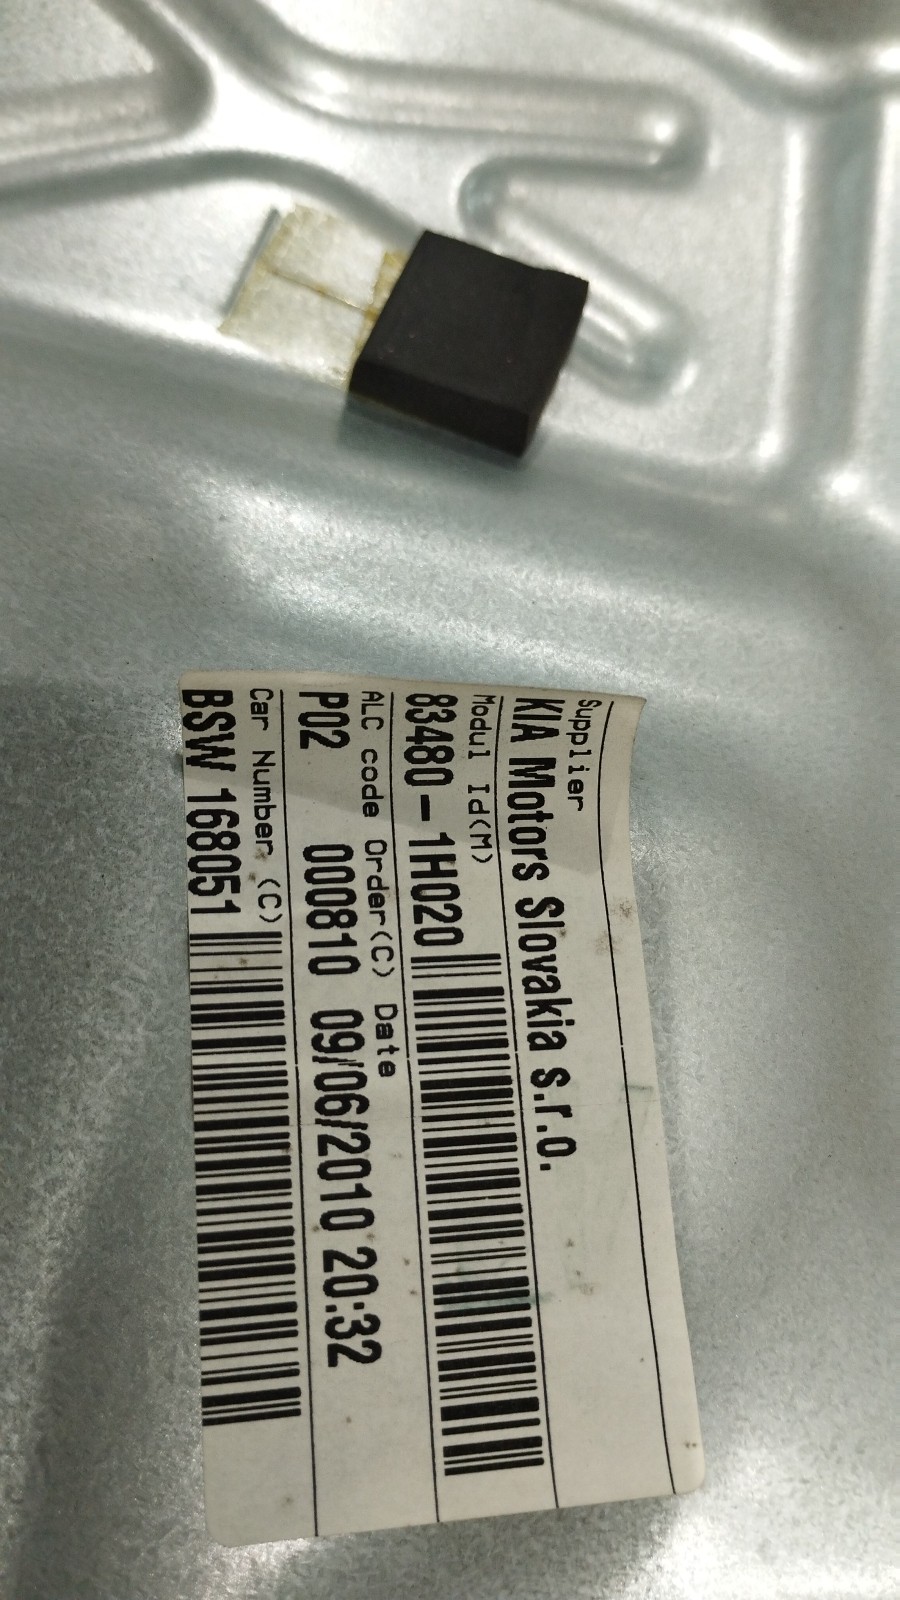 Supplier
KIA Motors Slovakia s.r.o.
Modul Id(M)
83480-1H020
ALC code Order(C) Date
P02 000810 09/06/2010 20:32
Car Number (C)
BSW 168051